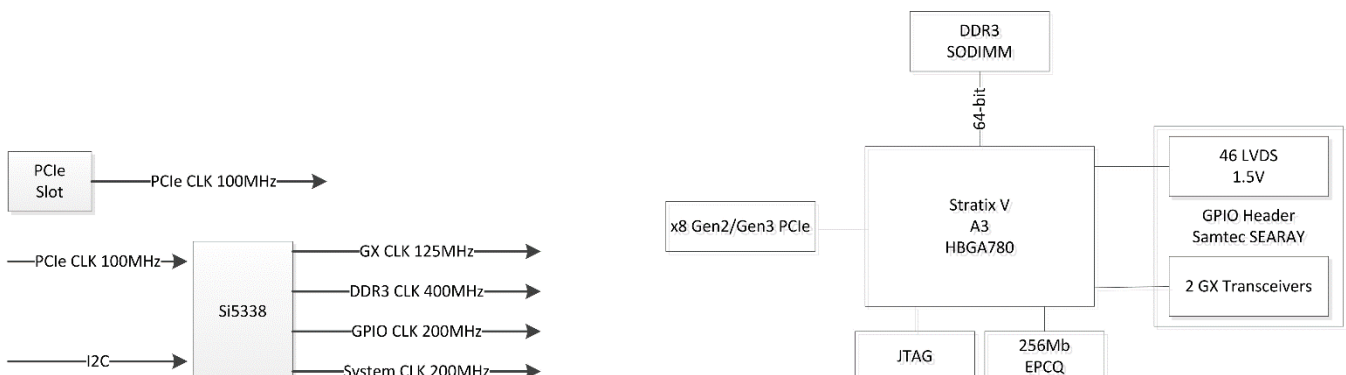 DDR3
SODIMM
64-bit
PCIe
Slot
PCIe CLK 100MHz
46 LVDS
1.5V
Stratix V
A3
HBGA780
x8 Gen2/Gen3 PCIe
GPIO Header
Samtec SEARAY
GX CLK 125MHz
PCIe CLK 100MHz
DDR3 CLK 400MHz
2 GX Transceivers
Si5338
GPIO CLK 200MHz
JTAG
256Mb
EPCQ
I2C
System CLK 200MHz